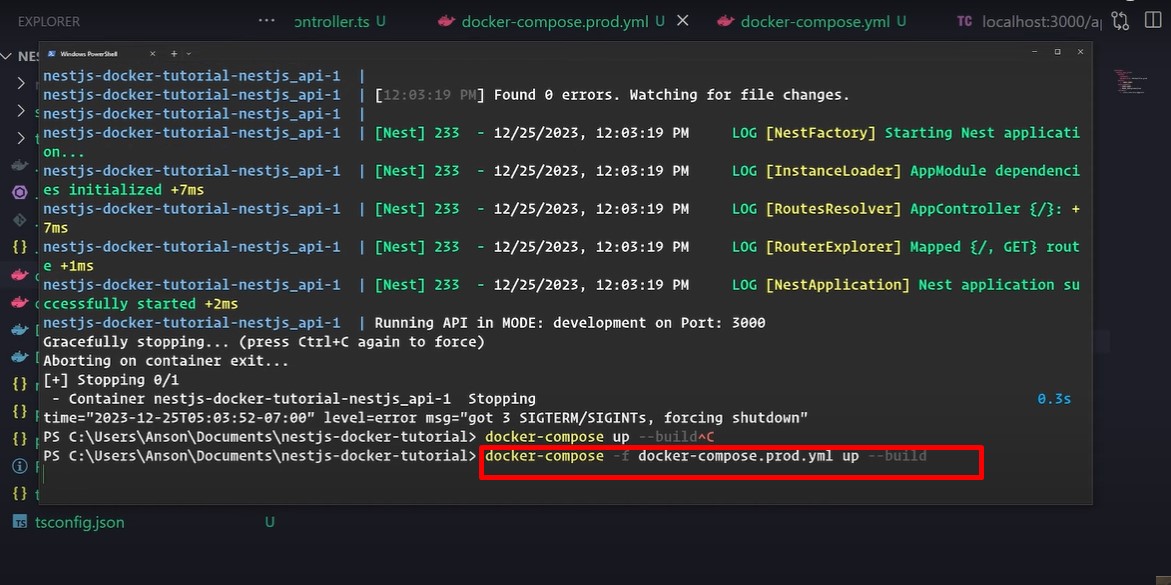 EXPLORER ... ontroller.ts U docker-compose.prod.yml U docker-compose.yml U TC localhost:3000/a
Windows PowerShell
NES
nestjs-docker-tutorial-nestjs_api-1 |
nestjs-docker-tutorial-nestjs_api-1 | [12:03:19 PM] Found 0 errors. Watching for file changes.
nestjs-docker-tutorial-nestjs_api-1 |
nestjs-docker-tutorial-nestjs_api-1 | [Nest] 233 - 12/25/2023, 12:03:19 PM LOG [NestFactory] Starting Nest applicati
on...
nestjs-docker-tutorial-nestjs_api-1 | [Nest] 233 - 12/25/2023, 12:03:19 PM LOG [InstanceLoader] AppModule dependenci
es initialized +7ms
nestjs-docker-tutorial-nestjs_api-1 | [Nest] 233 - 12/25/2023, 12:03:19 PM LOG [RoutesResolver] AppController {/}: +
7ms
nestjs-docker-tutorial-nestjs_api-1 | [Nest] 233 - 12/25/2023, 12:03:19 PM LOG [RouterExplorer] Mapped {/, GET} rout
e +1ms
nestjs-docker-tutorial-nestjs_api-1 | [Nest] 233 - 12/25/2023, 12:03:19 PM LOG [NestApplication] Nest application su
ccessfully started +2ms
nestjs-docker-tutorial-nestjs_api-1 | Running API in MODE: development on Port: 3000
Gracefully stopping... (press Ctrl+C again to force)
Aborting on container exit...
[+] Stopping 0/1
- Container nestjs-docker-tutorial-nestjs_api-1 Stopping 0.3s
time="2023-12-25T05:03:52-07:00" level=error msg="got 3 SIGTERM/SIGINTs, forcing shutdown"
PS C:\Users\Anson\Documents\nestjs-docker-tutorial> docker-compose up --build^C
PS C:\Users\Anson\Documents\nestjs-docker-tutorial> docker-compose -f docker-compose.prod.yml up --build
TS tsconfig.json U